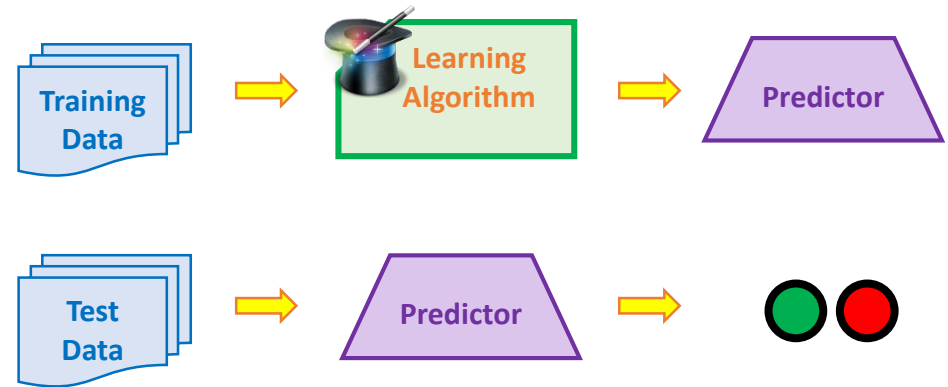 Training
Data
Learning
Algorithm
Predictor
Test
Data
Predictor